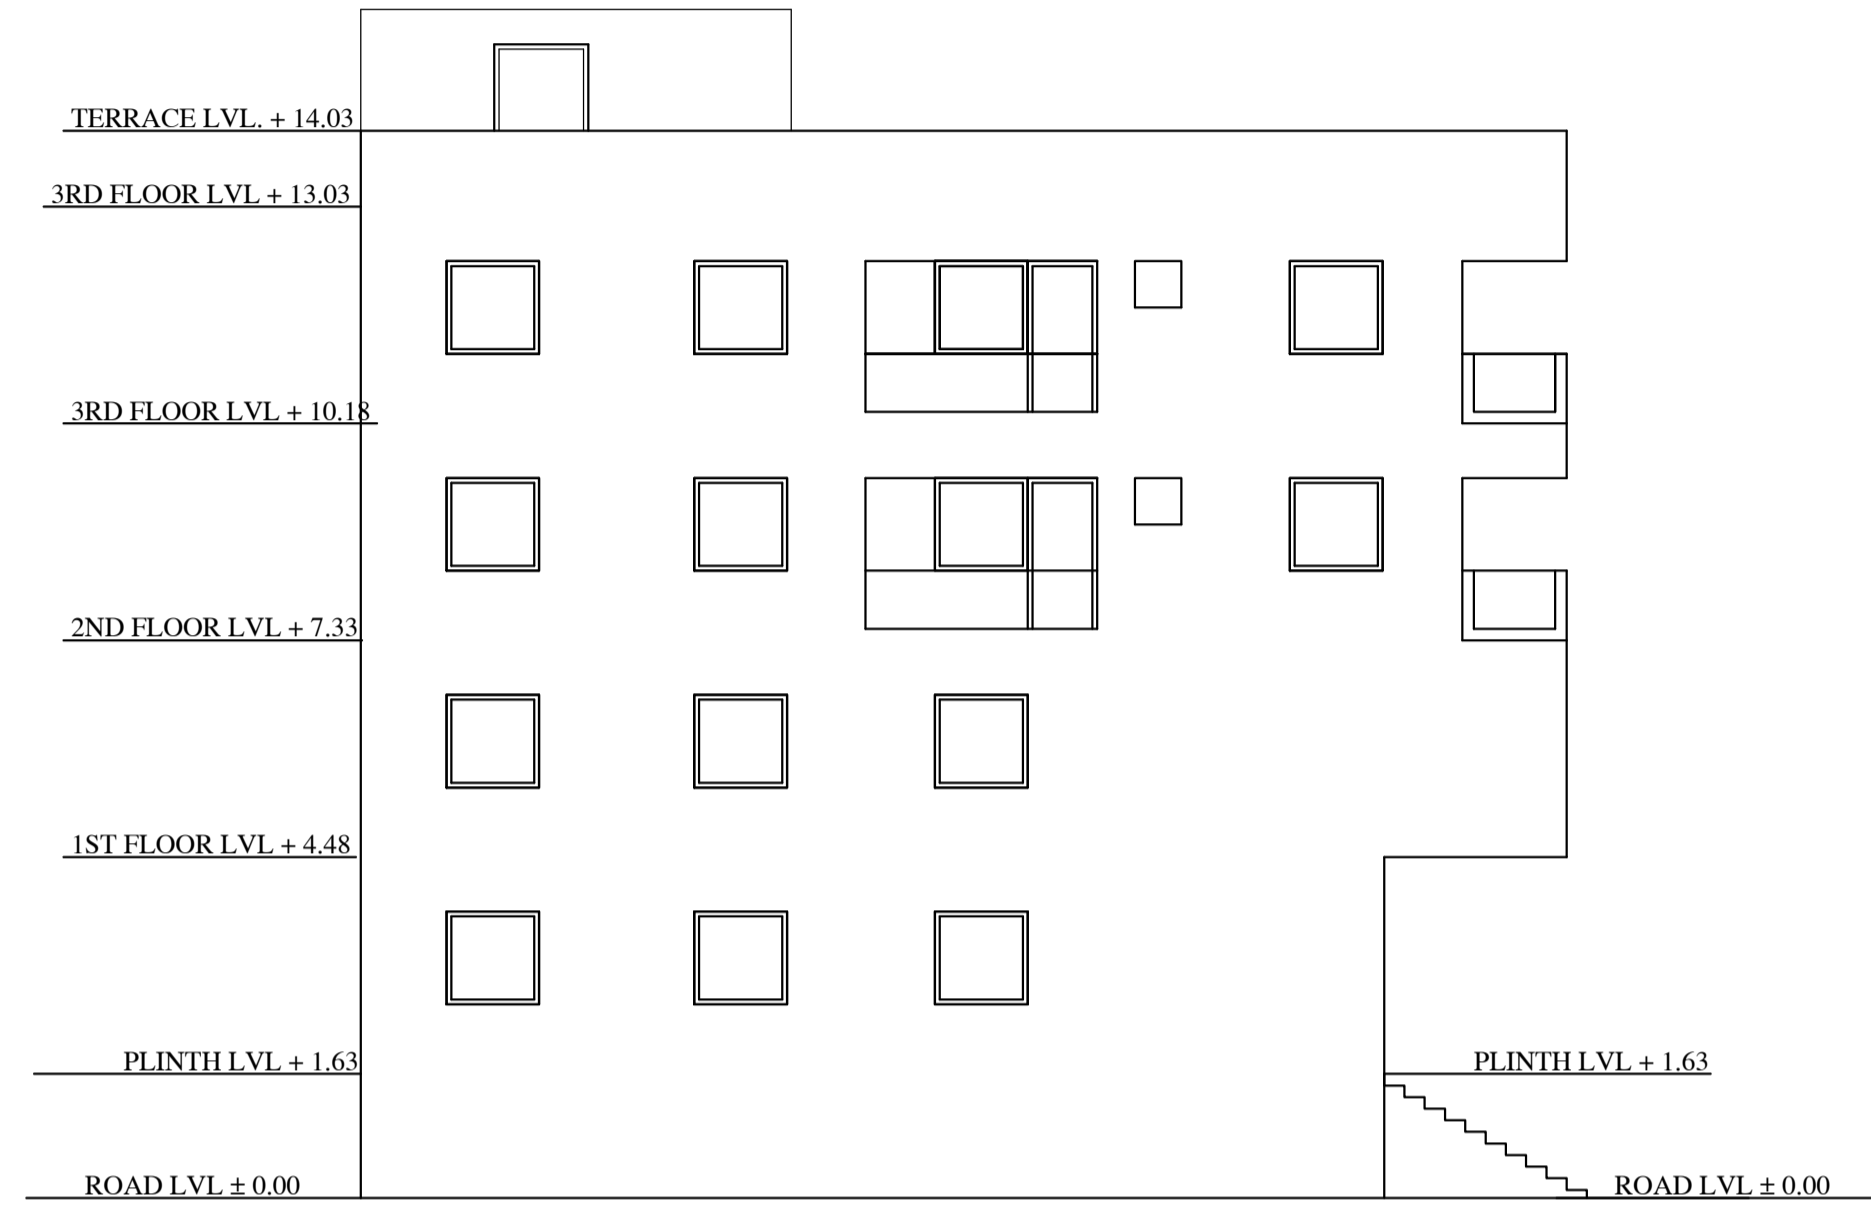 TERRACE LVL. + 14.03
3RD FLOOR LVL + 13.03
3RD FLOOR LVL + 10.18
2ND FLOOR LVL + 7.33
1ST FLOOR LVL + 4.48
PLINTH LVL + 1.63
PLINTH LVL + 1.63
ROAD LVL ± 0.00
ROAD LVL ± 0.00